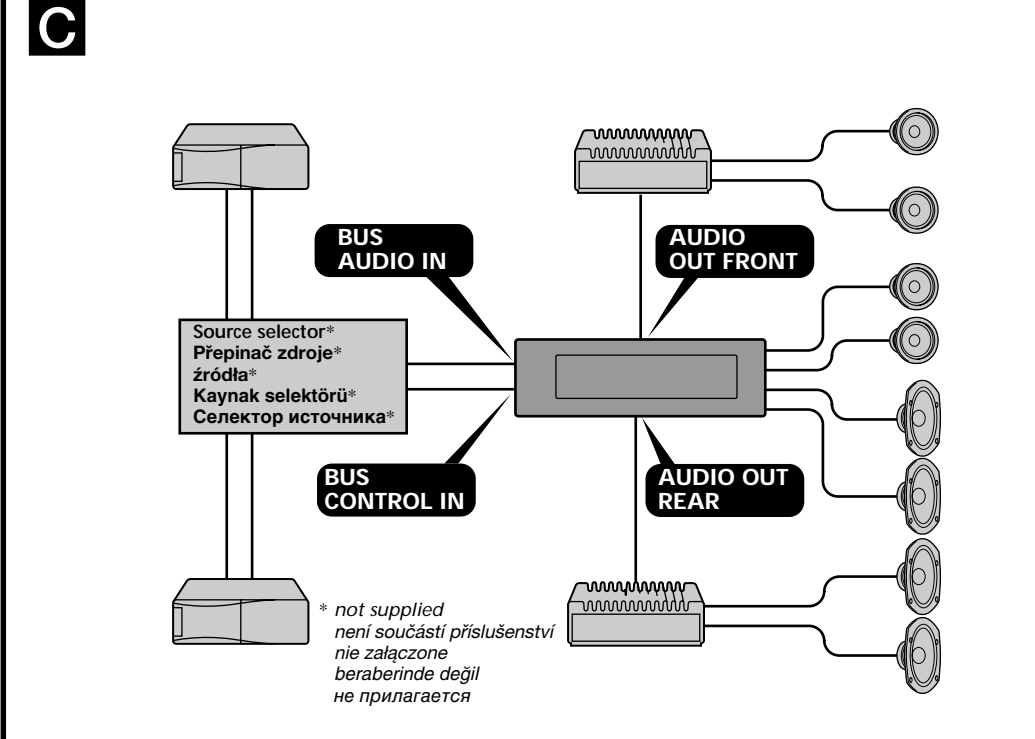 C
BUS
AUDIO IN
AUDIO
OUT FRONT
Source selector*
Přepinač zdroje*
źródła*
Kaynak selektörü*
Селектор источника*
BUS
CONTROL IN
AUDIO OUT
REAR
* not supplied
není součástí příslušenství
nie załączone
beraberinde değil
не прилагается